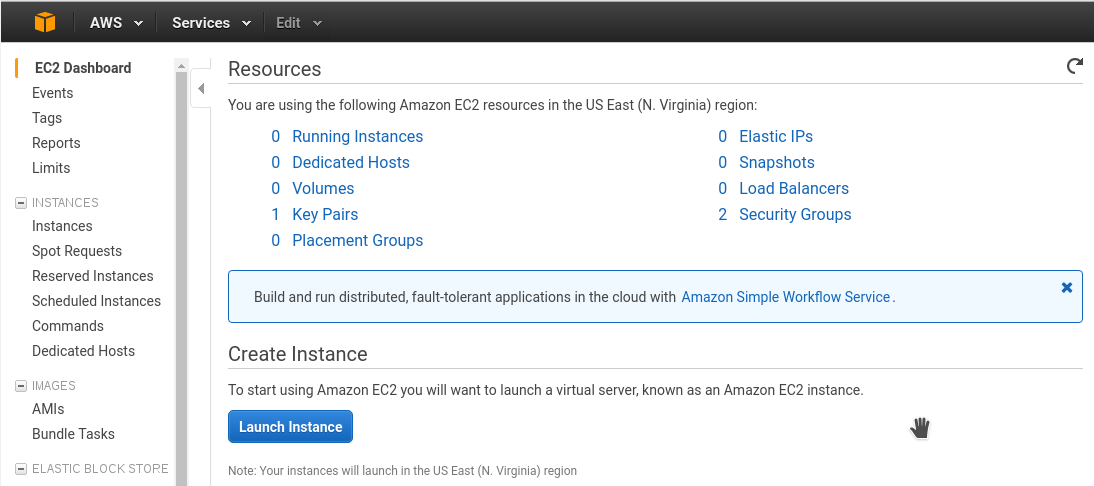 AWS Services Edit
EC2 Dashboard
Events
Tags
Reports
Limits
INSTANCES
Instances
Spot Requests
Reserved Instances
Scheduled Instances
Commands
Dedicated Hosts
IMAGES
AMIs
Bundle Tasks
ELASTIC BLOCK STORE
Resources
You are using the following Amazon EC2 resources in the US East (N. Virginia) region:
0 Running Instances
0 Dedicated Hosts
0 Volumes
1 Key Pairs
0 Placement Groups
0 Elastic IPs
0 Snapshots
0 Load Balancers
2 Security Groups
Build and run distributed, fault-tolerant applications in the cloud with Amazon Simple Workflow Service .
Create Instance
To start using Amazon EC2 you will want to launch a virtual server, known as an Amazon EC2 instance.
Launch Instance
Note: Your instances will launch in the US East (N. Virginia) region